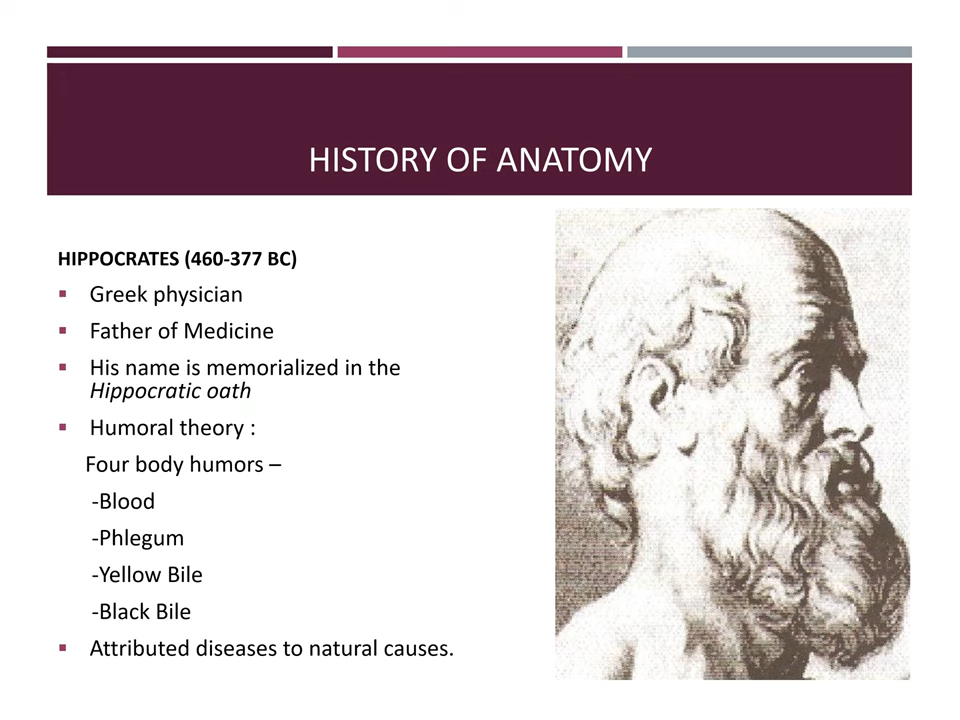 HISTORY OF ANATOMY
HIPPOCRATES (460-377 BC)
▪ Greek physician
▪ Father of Medicine
▪ His name is memorialized in the
Hippocratic oath
▪ Humoral theory :
Four body humors –
-Blood
-Phlegum
-Yellow Bile
-Black Bile
▪ Attributed diseases to natural causes.